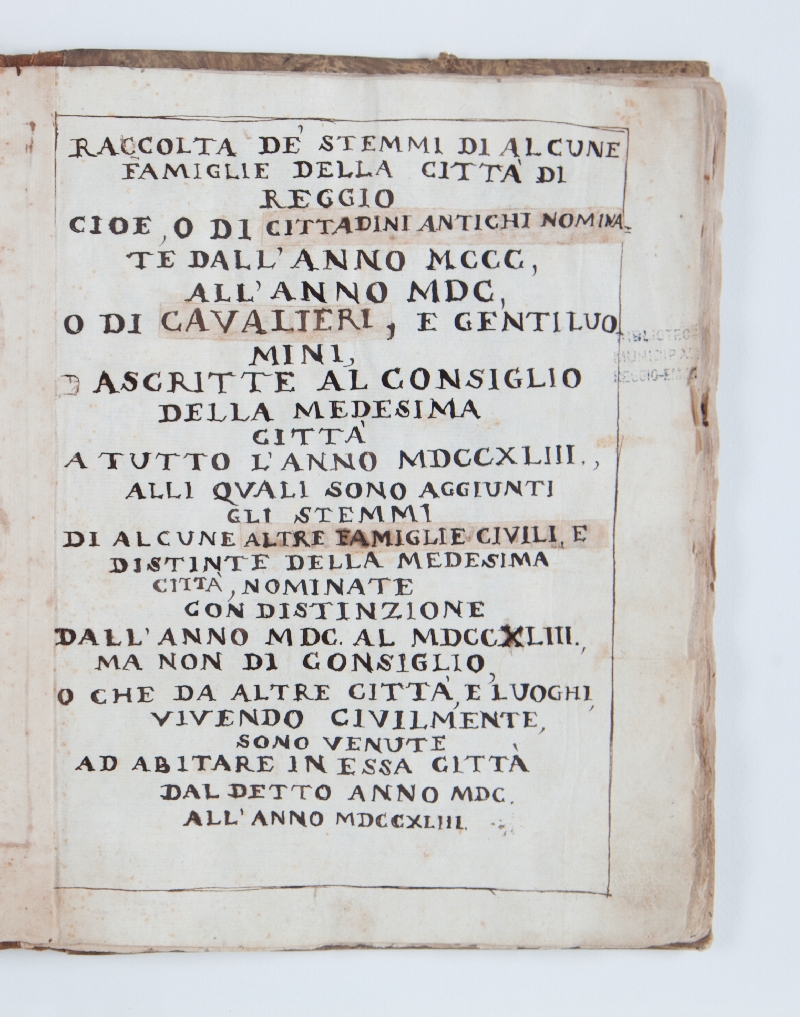 RACCOLTA DE' STEMMI DI ALCUNE
FAMIGLIE DELLA CITTÀ DI
REGGIO
CIOE, O DI CITTADINI ANTICHI NOMINA=
TE DALL'ANNO MCCC,
ALL'ANNO MDC,
O DI CAVALIERI, E GENTILUO
MINI,
ASCRITTE AL CONSIGLIO
DELLA MEDESIMA
CITTÀ
A TUTTO L'ANNO MDCCXLIII.,
ALLI QVALI SONO AGGIUNTI
GLI STEMMI
DI ALCUNE ALTRE FAMIGLIE CIVILI, E
DISTINTE DELLA MEDESIMA
CITTÀ, NOMINATE
CON DISTINZIONE
DALL'ANNO MDC. AL MDCCXLIII.,
MA NON DI CONSIGLIO,
O CHE DA ALTRE CITTÀ, E LUOGHI,
VIVENDO CIVILMENTE,
SONO VENUTE
AD ABITARE IN ESSA CITTÀ
DAL DETTO ANNO MDC.
ALL'ANNO MDCCXLIII.